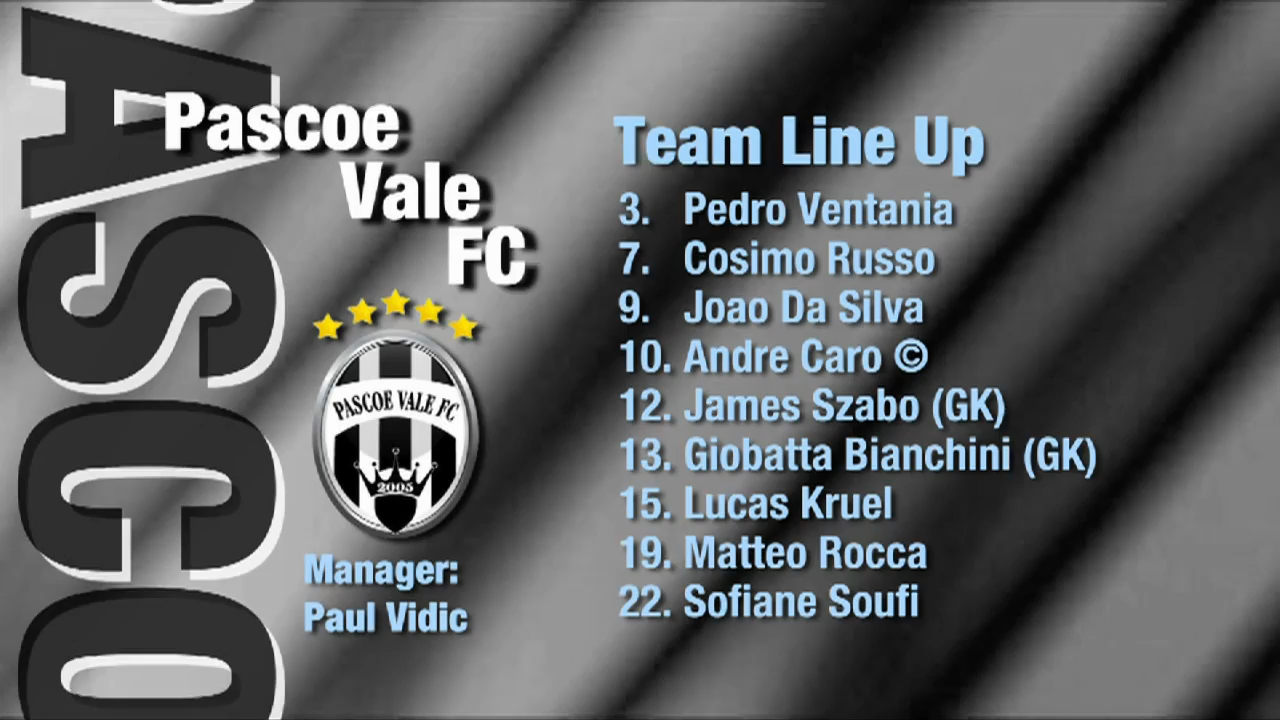 PASCO
Pascoe
Vale
FC
PASCOE VALE FC
2005
Manager:
Paul Vidic
Team Line Up
3. Pedro Ventania
7. Cosimo Russo
9. Joao Da Silva
10. Andre Caro ©
12. James Szabo (GK)
13. Giobatta Bianchini (GK)
15. Lucas Kruel
19. Matteo Rocca
22. Sofiane Soufi